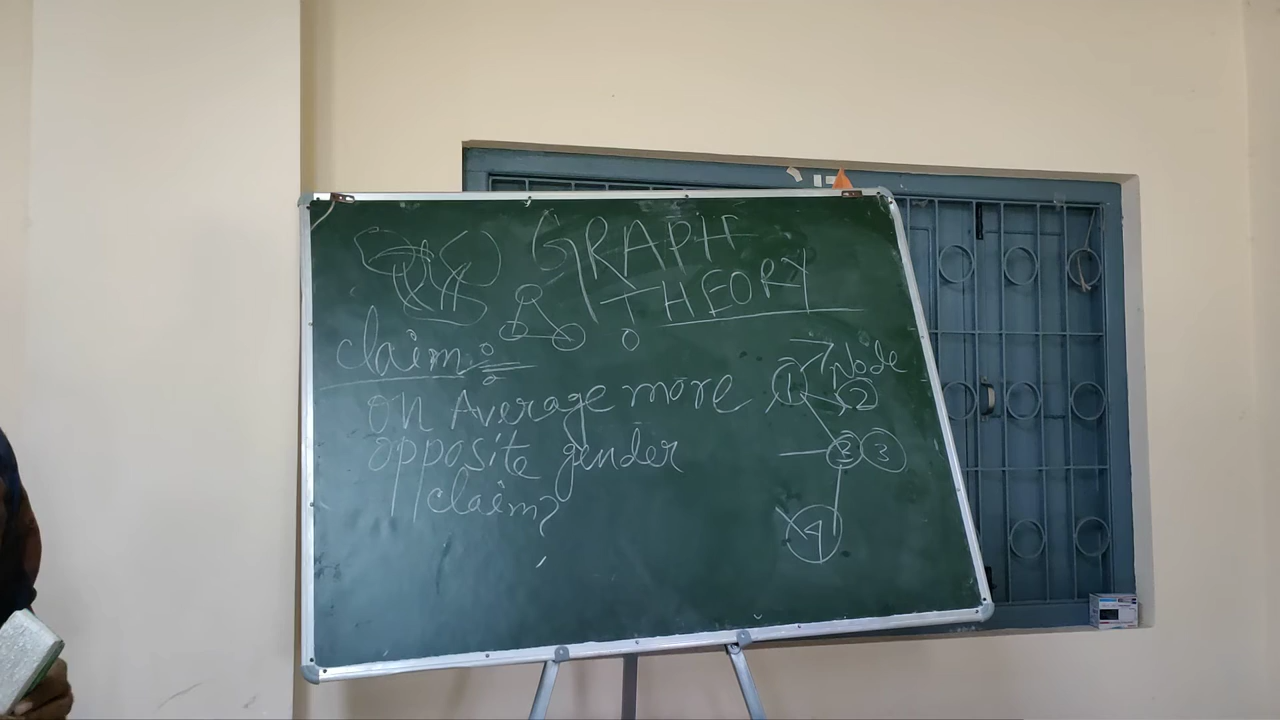 GRAPH
THEORY
claim:
on Average more
opposite gender
claim?
Node
1
2
3
3
4